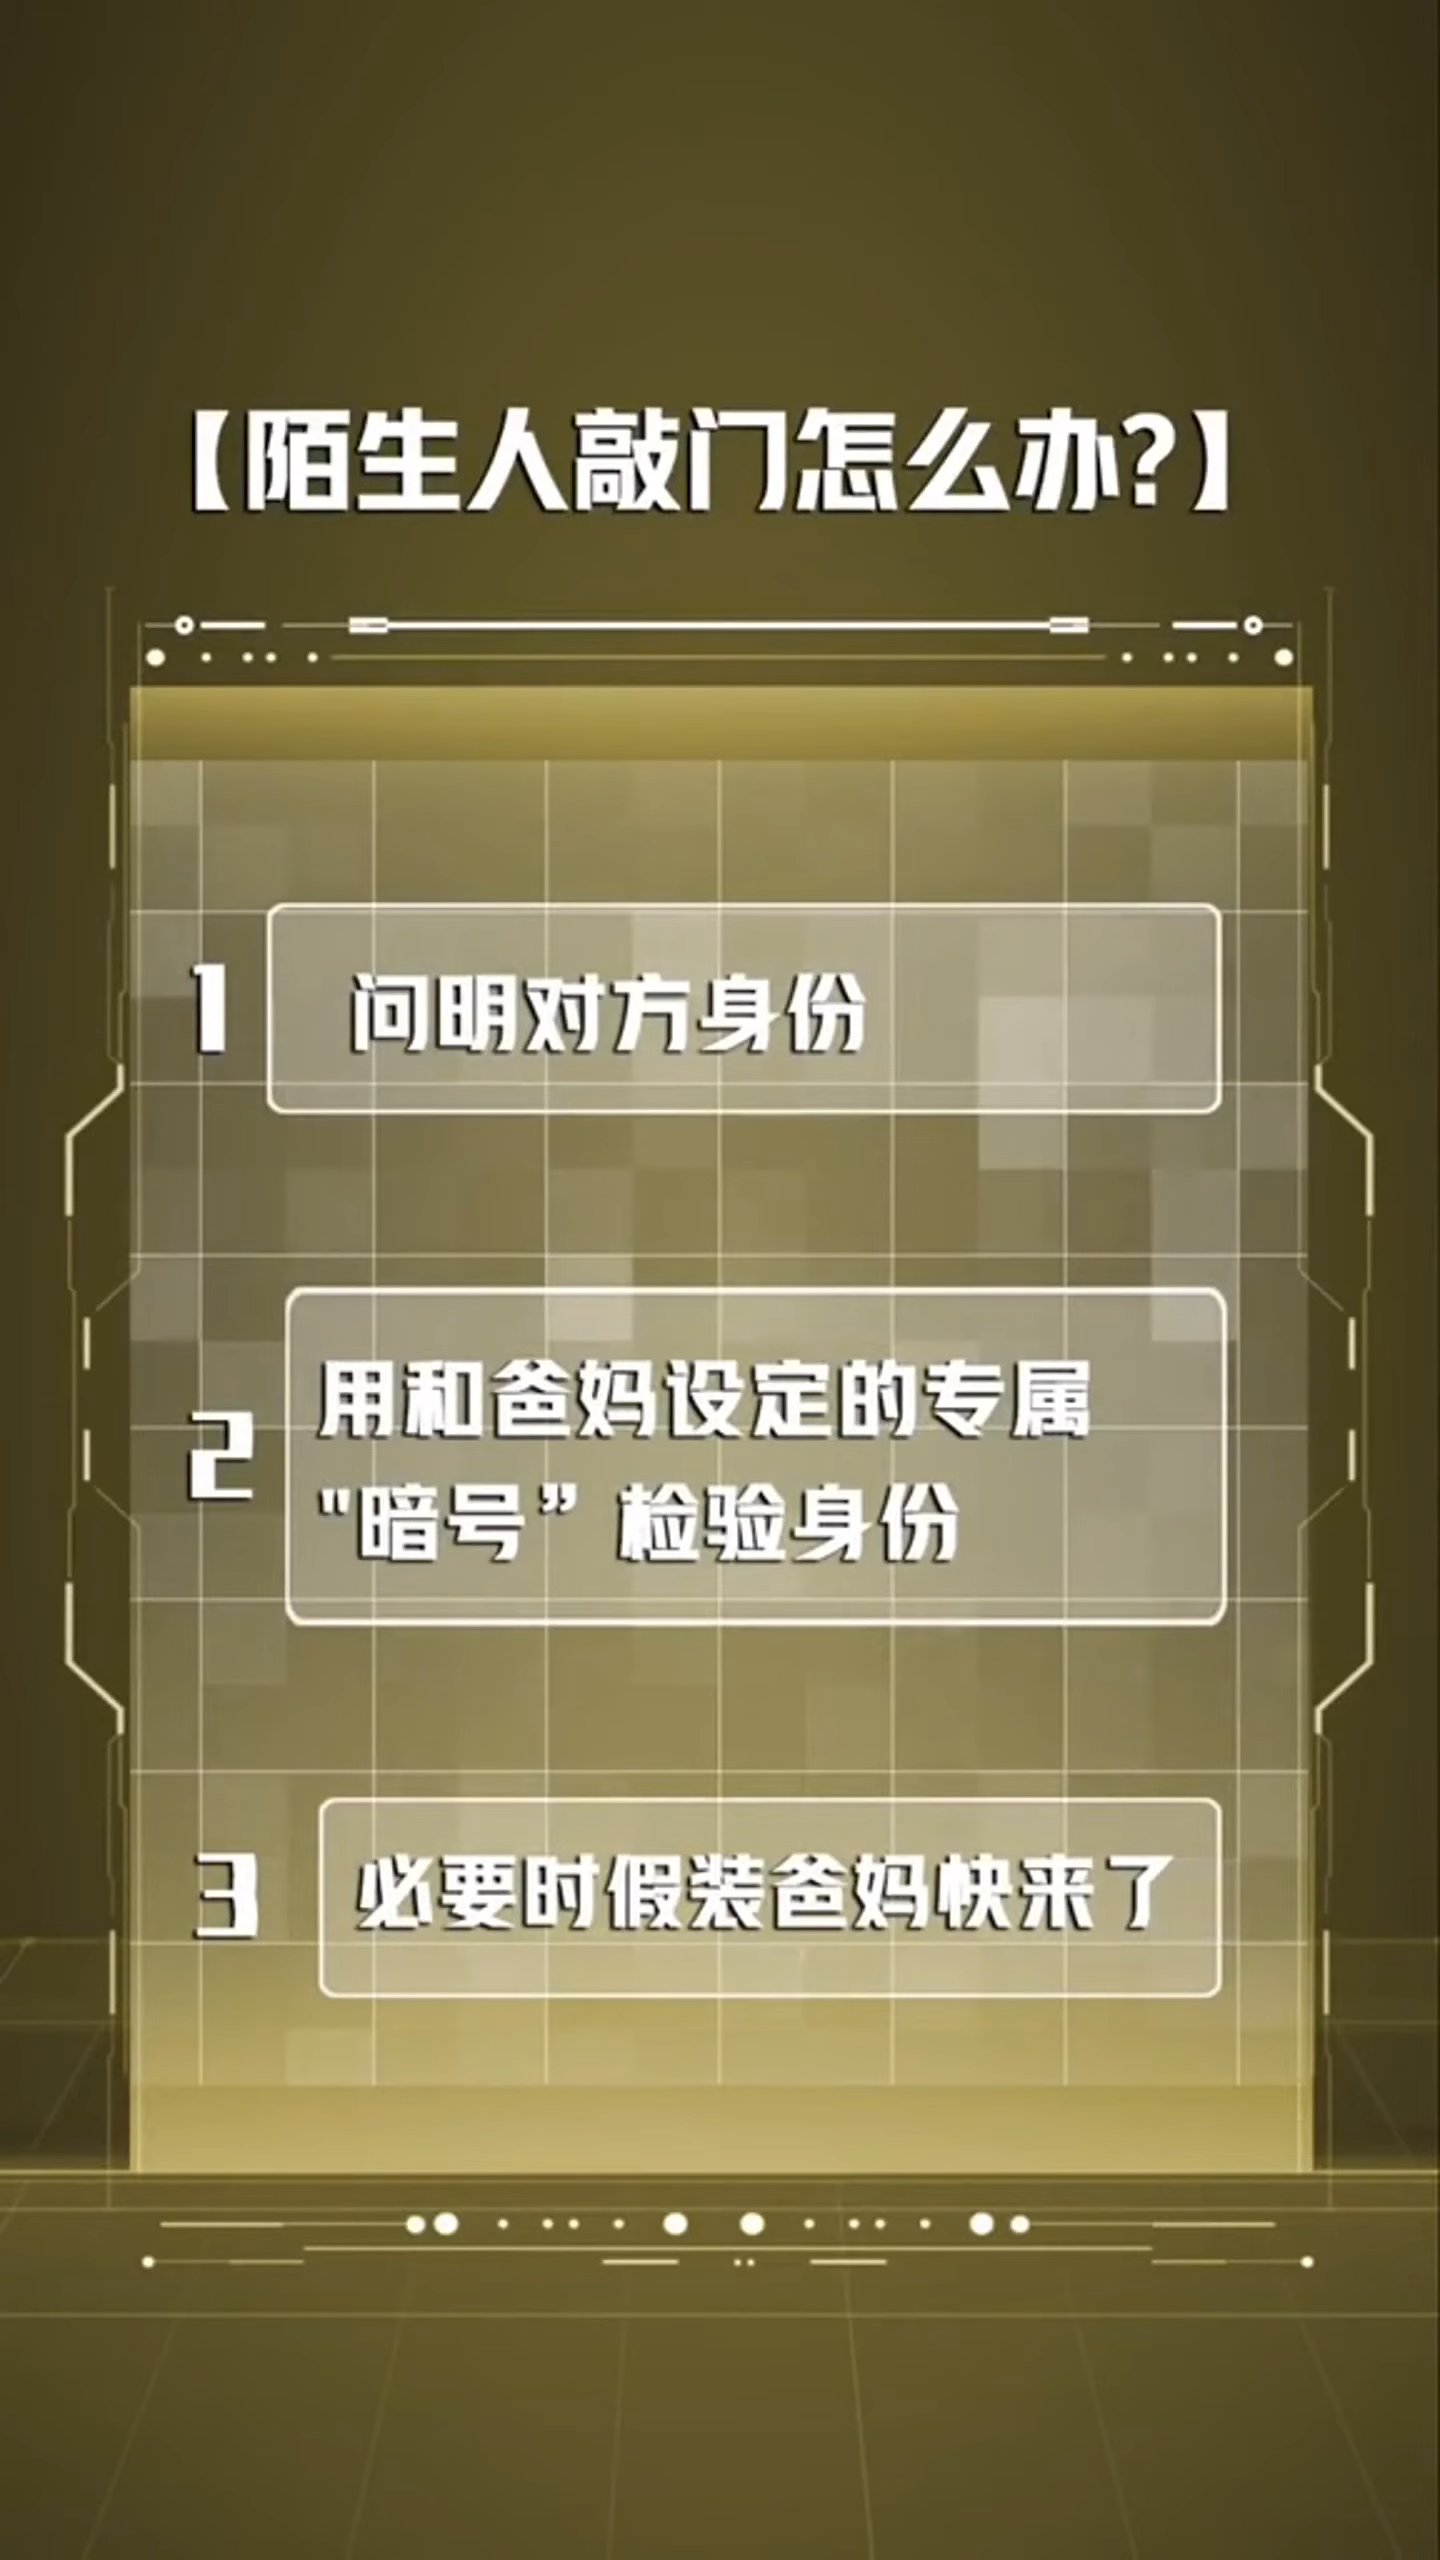 【陌生人敲门怎么办?】
1
问明对方身份
2
用和爸妈设定的专属
"暗号”检验身份
3
必要时假装爸妈快来了